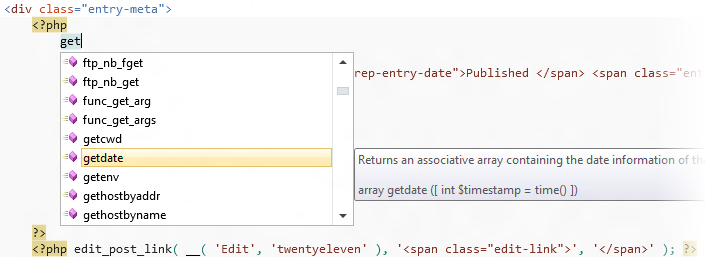 <div class="entry-meta">
<?php
get
ftp_nb_fget
ftp_nb_get
rep-entry-date">Published </span> <span class="ent
func_get_arg
func_get_args
getcwd
getdate
Returns an associative array containing the date information of th
getenv
gethostbyaddr
array getdate ([ int $timestamp = time() ])
gethostbyname
?>
<?php edit_post_link( __( 'Edit', 'twentyeleven' ), '<span class="edit-link">', '</span>' ); ?>